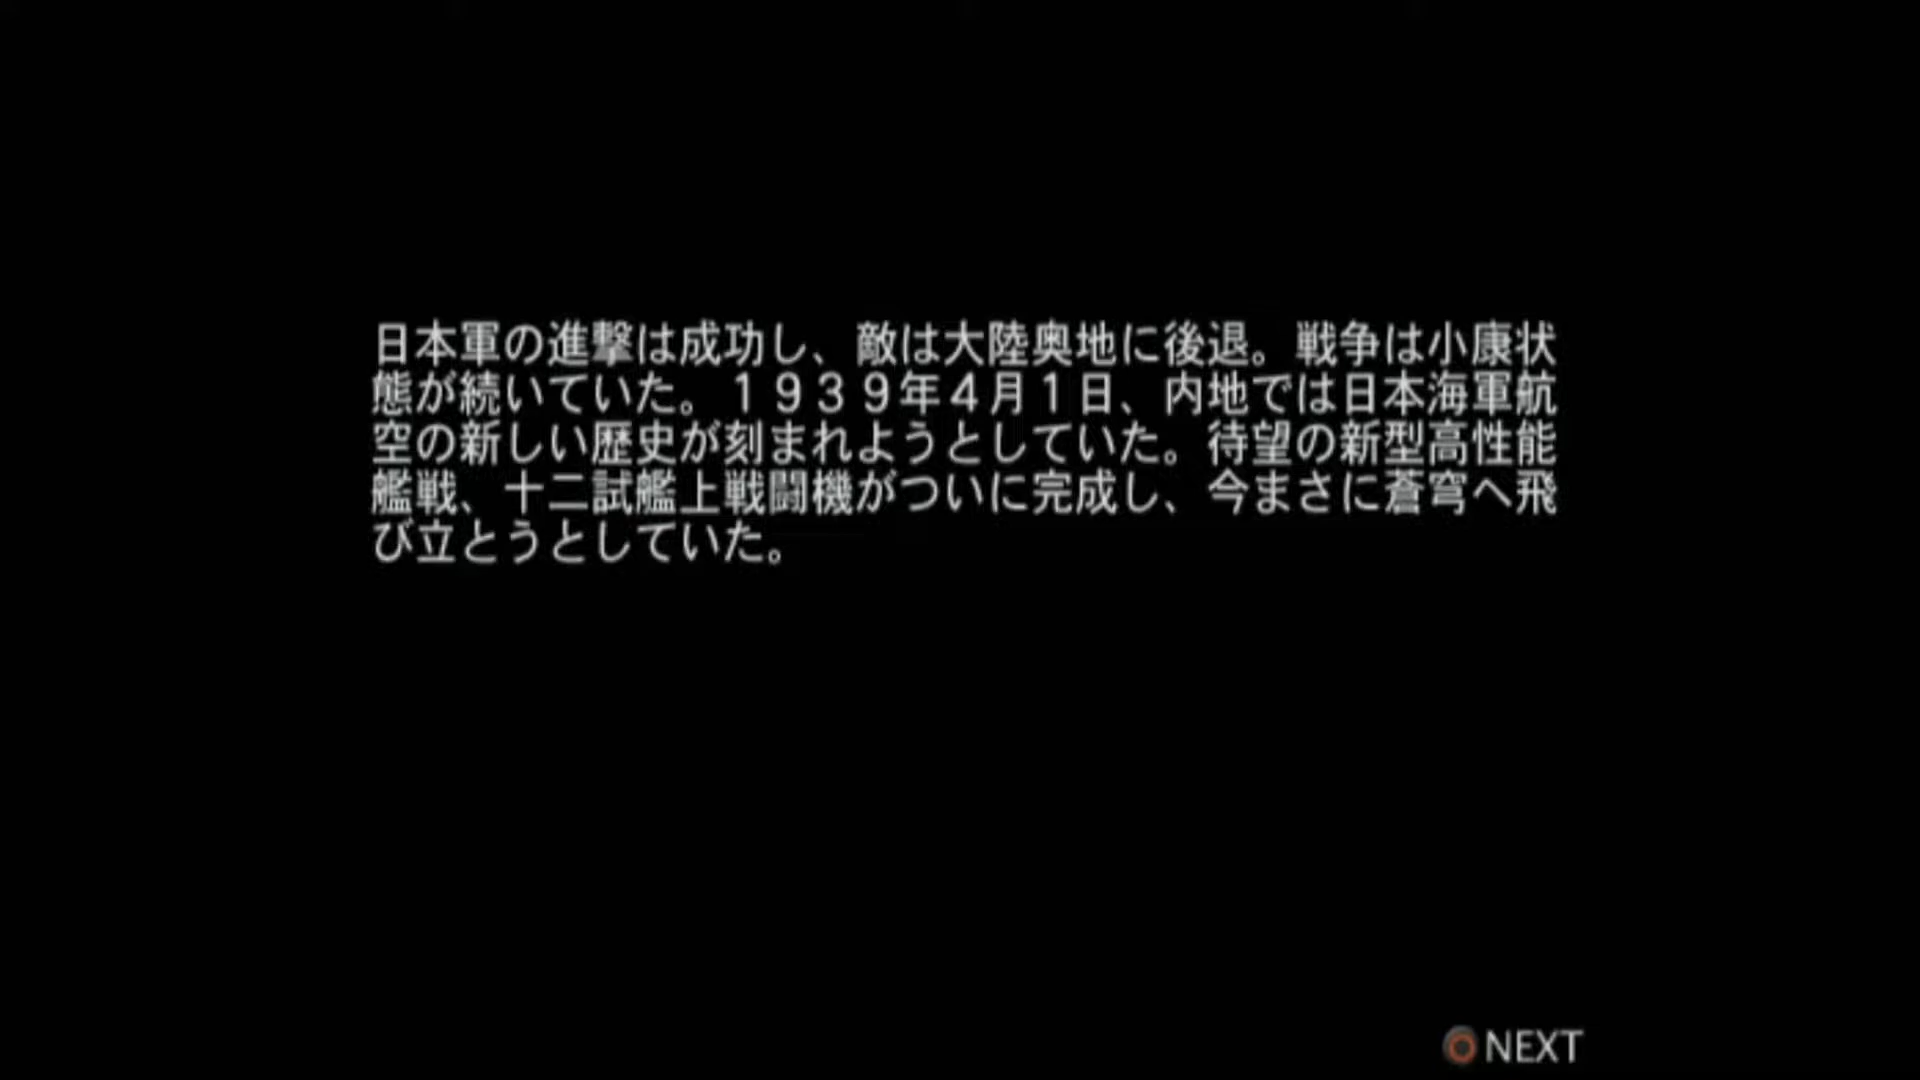 日本軍の進撃は成功し、敵は大陸奥地に後退。戦争は小康状
態が続いていた。１９３９年４月１日、内地では日本海軍航
空の新しい歴史が刻まれようとしていた。待望の新型高性能
艦戦、十二試艦上戦闘機がついに完成し、今まさに蒼穹へ飛
び立とうとしていた。
NEXT